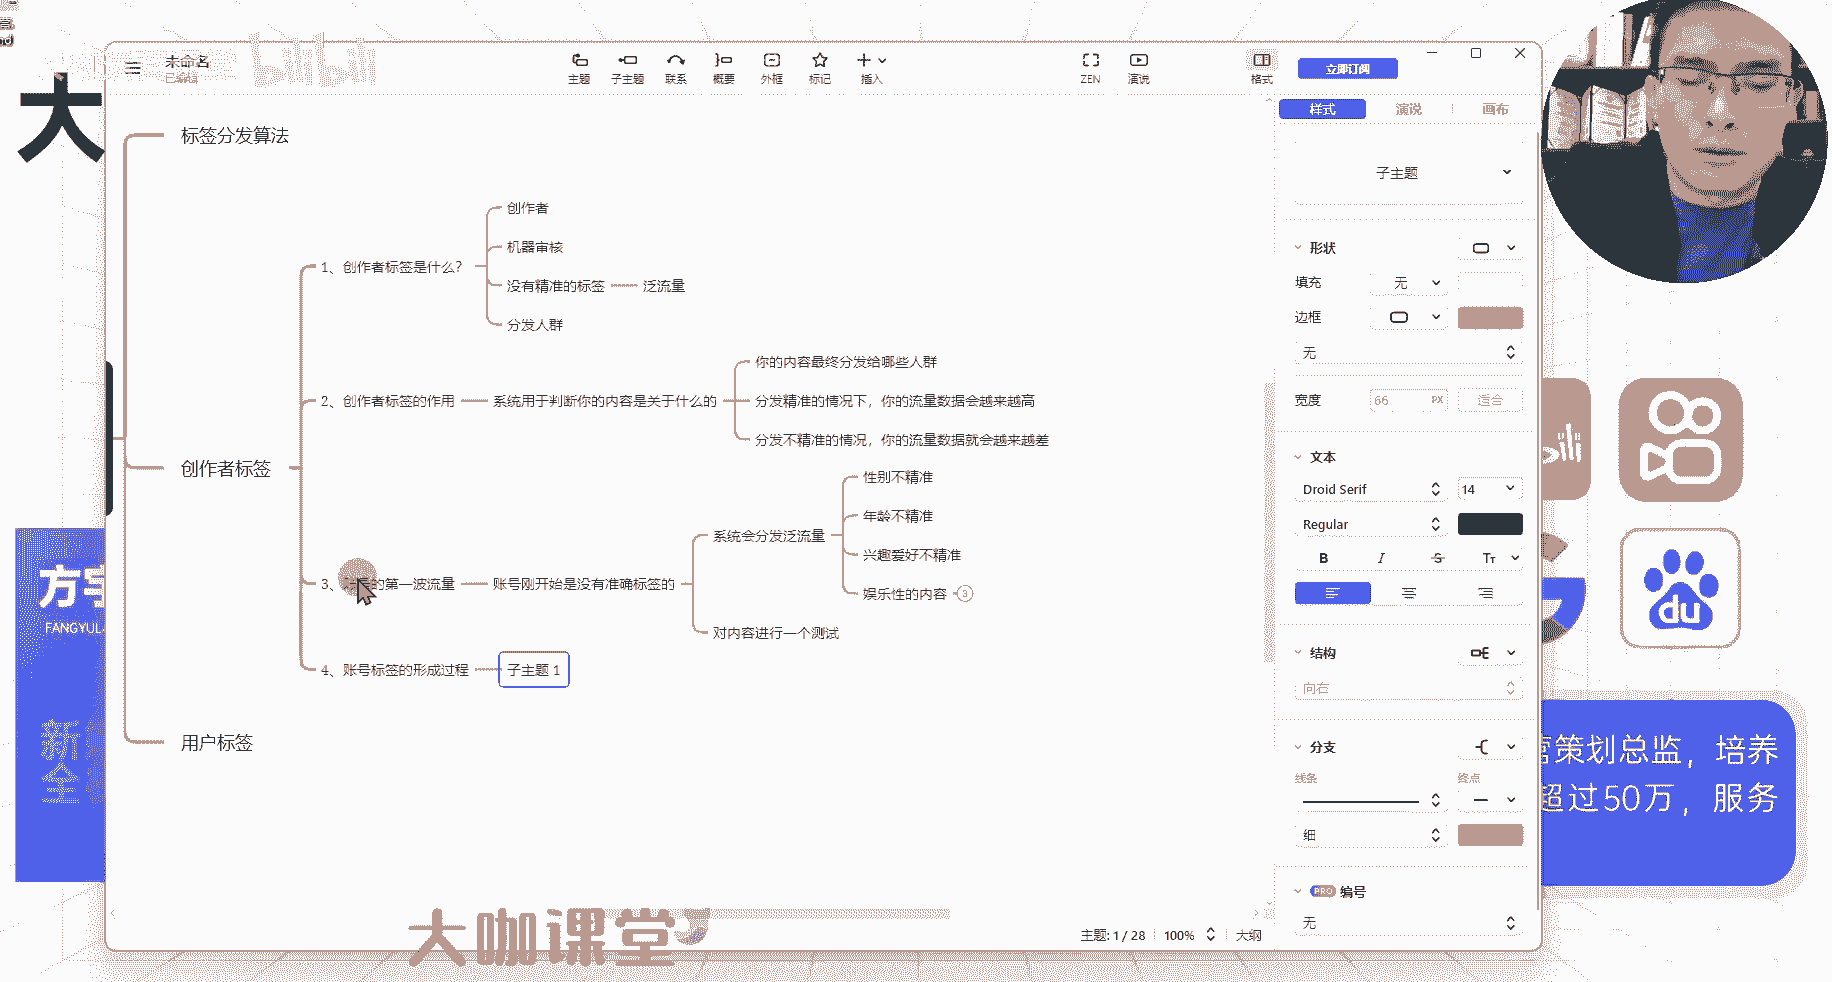 未命名
已编辑
bilibili
主题
子主题
联系
概要
外框
标记
插入
ZEN
演说
格式
立即订阅
大
标签分发算法
创作者标签
用户标签
1、创作者标签是什么？
创作者
机器审核
没有精准的标签
泛流量
分发人群
2、创作者标签的作用
系统用于判断你的内容是关于什么的
你的内容最终分发给哪些人群
分发精准的情况下，你的流量数据会越来越高
分发不精准的情况，你的流量数据就会越来越差
3、
的第一波流量
账号刚开始是没有准确标签的
系统会分发泛流量
性别不精准
年龄不精准
兴趣爱好不精准
娱乐性的内容
3
对内容进行一个测试
4、账号标签的形成过程
子主题 1
样式
演说
画布
子主题
形状
填充
无
边框
无
宽度
66
PX
适合
文本
Droid Serif
14
Regular
B
I
S
Tт
结构
向右
分支
线条
终点
细
PRO
编号
无
主题: 1 / 28
100%
大纲
大咖课堂
方
FANGYU
新
全
du
策划总监，培养
超过50万，服务